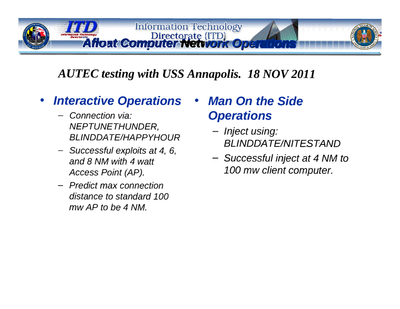 ITD
Information Technology
Directorate (ITD)
Afloat Computer Network Operations
AUTEC testing with USS Annapolis. 18 NOV 2011
• Interactive Operations
– Connection via:
NEPTUNETHUNDER,
BLINDDATE/HAPPYHOUR
– Successful exploits at 4, 6,
and 8 NM with 4 watt
Access Point (AP).
– Predict max connection
distance to standard 100
mw AP to be 4 NM.
• Man On the Side
Operations
– Inject using:
BLINDDATE/NITESTAND
– Successful inject at 4 NM to
100 mw client computer.